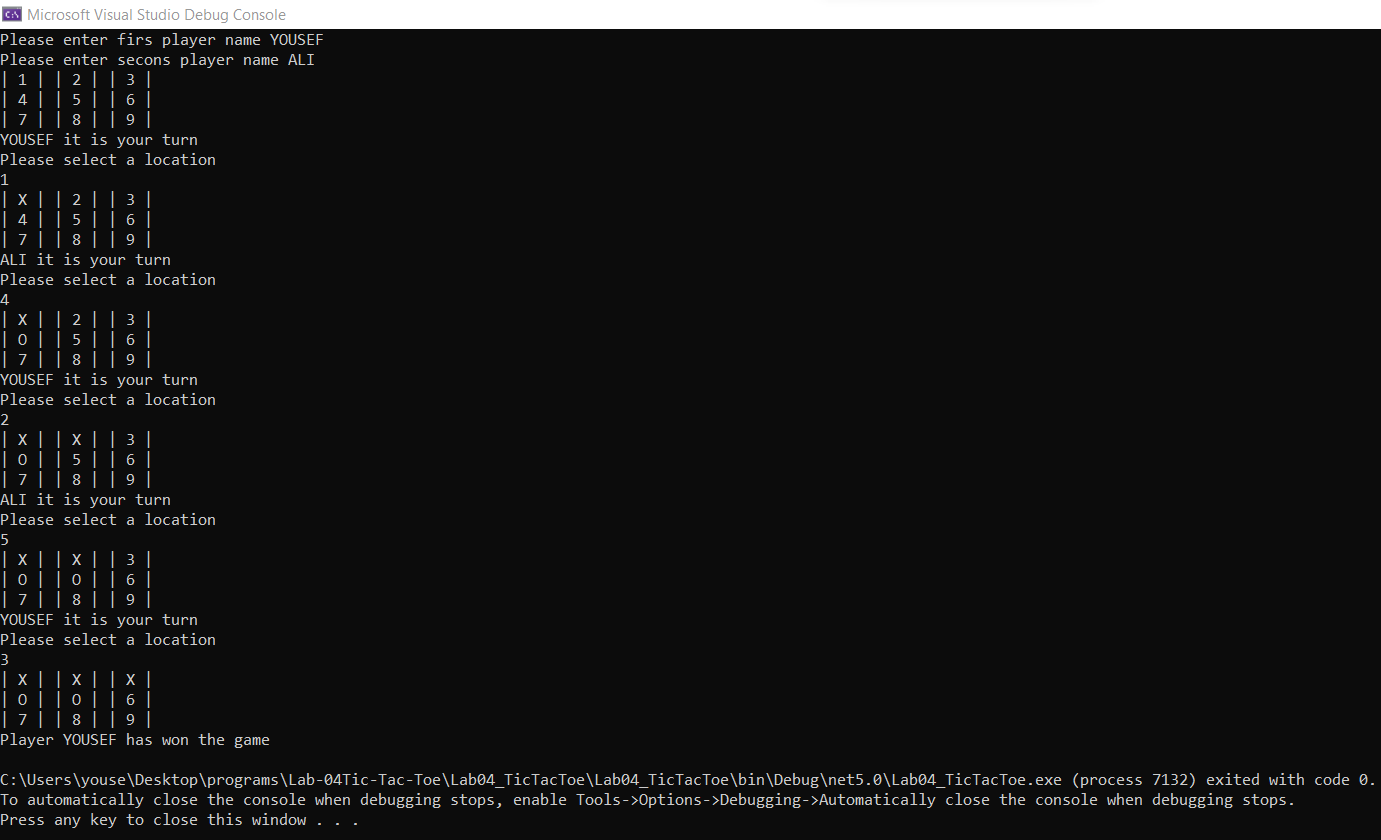 Microsoft Visual Studio Debug Console
Please enter firs player name YOUSEF
Please enter secons player name ALI
| 1 | | 2 | | 3 |
| 4 | | 5 | | 6 |
| 7 | | 8 | | 9 |
YOUSEF it is your turn
Please select a location
1
| X | | 2 | | 3 |
| 4 | | 5 | | 6 |
| 7 | | 8 | | 9 |
ALI it is your turn
Please select a location
4
| X | | 2 | | 3 |
| O | | 5 | | 6 |
| 7 | | 8 | | 9 |
YOUSEF it is your turn
Please select a location
2
| X | | X | | 3 |
| O | | 5 | | 6 |
| 7 | | 8 | | 9 |
ALI it is your turn
Please select a location
5
| X | | X | | 3 |
| O | | O | | 6 |
| 7 | | 8 | | 9 |
YOUSEF it is your turn
Please select a location
3
| X | | X | | X |
| O | | O | | 6 |
| 7 | | 8 | | 9 |
Player YOUSEF has won the game
C:\Users\youse\Desktop\programs\Lab-04Tic-Tac-Toe\Lab04_TicTacToe\Lab04_TicTacToe\bin\Debug\net5.0\Lab04_TicTacToe.exe (process 7132) exited with code 0.
To automatically close the console when debugging stops, enable Tools->Options->Debugging->Automatically close the console when debugging stops.
Press any key to close this window . . .